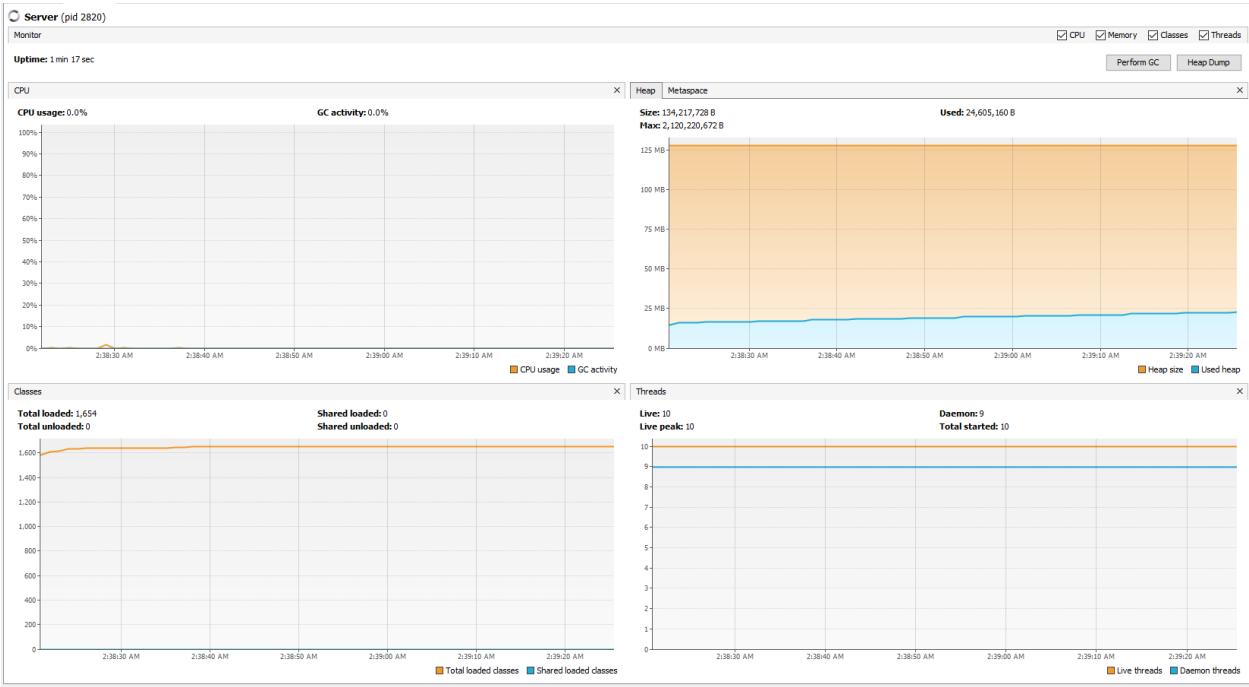 Server (pid 2820)
Monitor
CPU Memory Classes Threads
Uptime: 1 min 17 sec
Perform GC Heap Dump
CPU
CPU usage: 0.0% GC activity: 0.0%
100%
90%
80%
70%
60%
50%
40%
30%
20%
10%
0%
2:38:30 AM 2:38:40 AM 2:38:50 AM 2:39:00 AM 2:39:10 AM 2:39:20 AM
CPU usage GC activity
Heap Metaspace
Size: 134,217,728 B Used: 24,605,160 B
Max: 2,120,220,672 B
125 MB
100 MB
75 MB
50 MB
25 MB
0 MB
2:38:30 AM 2:38:40 AM 2:38:50 AM 2:39:00 AM 2:39:10 AM 2:39:20 AM
Heap size Used heap
Classes
Total loaded: 1,654 Shared loaded: 0
Total unloaded: 0 Shared unloaded: 0
1,600
1,400
1,200
1,000
800
600
400
200
0
2:38:30 AM 2:38:40 AM 2:38:50 AM 2:39:00 AM 2:39:10 AM 2:39:20 AM
Total loaded classes Shared loaded classes
Threads
Live: 10 Daemon: 9
Live peak: 10 Total started: 10
10
9
8
7
6
5
4
3
2
1
0
2:38:30 AM 2:38:40 AM 2:38:50 AM 2:39:00 AM 2:39:10 AM 2:39:20 AM
Live threads Daemon threads